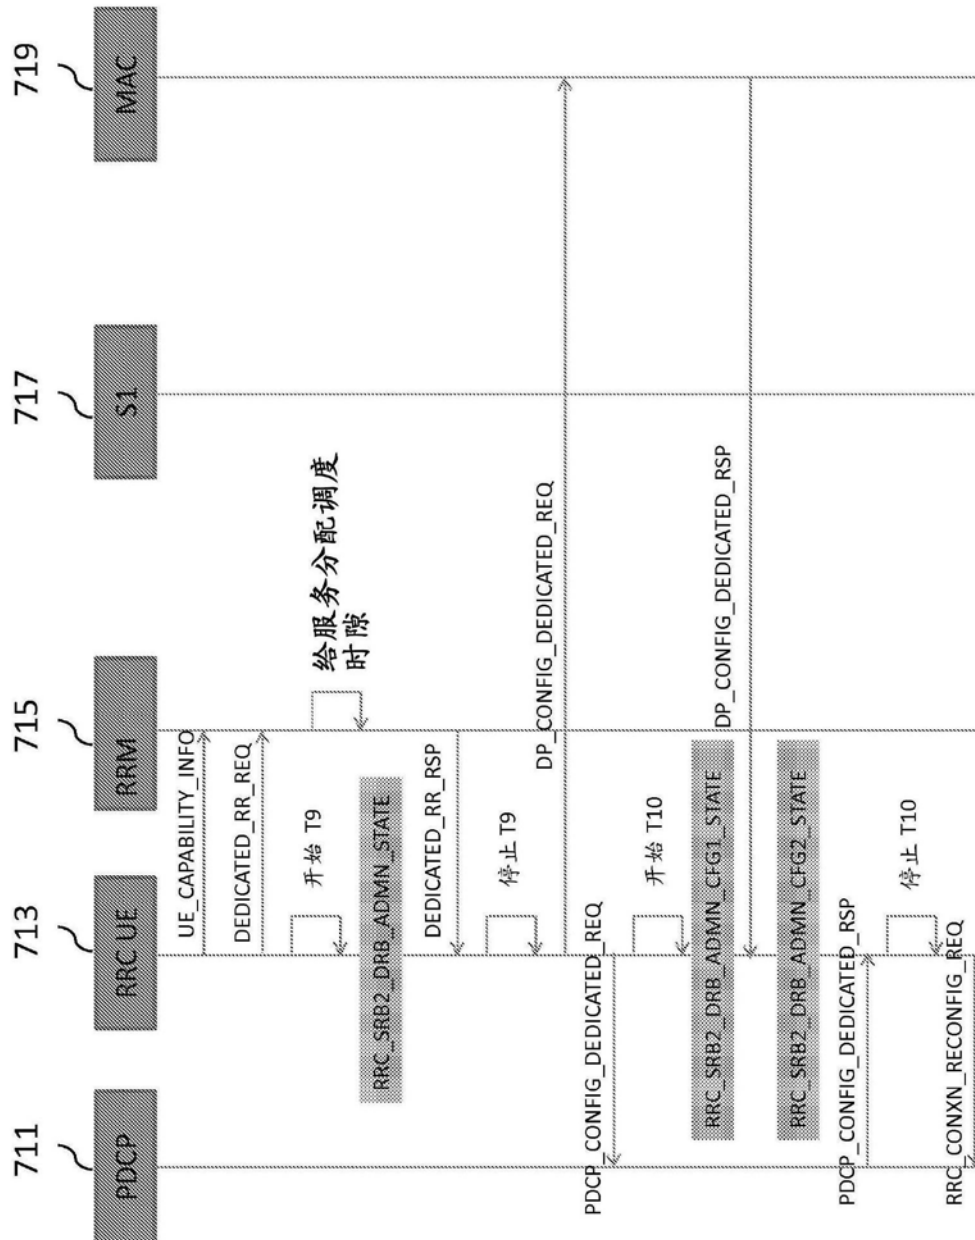 711
713
715
717
719
PDCP
RRC UE
RRM
S1
MAC
UE_CAPABILITY_INFO
DEDICATED_RR_REQ
开始 T9
给服务分配调度
时隙
RRC_SRB2_DRB_ADMN_STATE
DEDICATED_RR_RSP
停止 T9
DP_CONFIG_DEDICATED_REQ
PDCP_CONFIG_DEDICATED_REQ
开始 T10
RRC_SRB2_DRB_ADMN_CFG1_STATE
DP_CONFIG_DEDICATED_RSP
RRC_SRB2_DRB_ADMN_CFG2_STATE
PDCP_CONFIG_DEDICATED_RSP
停止 T10
RRC_CONXN_RECONFIG_REQ